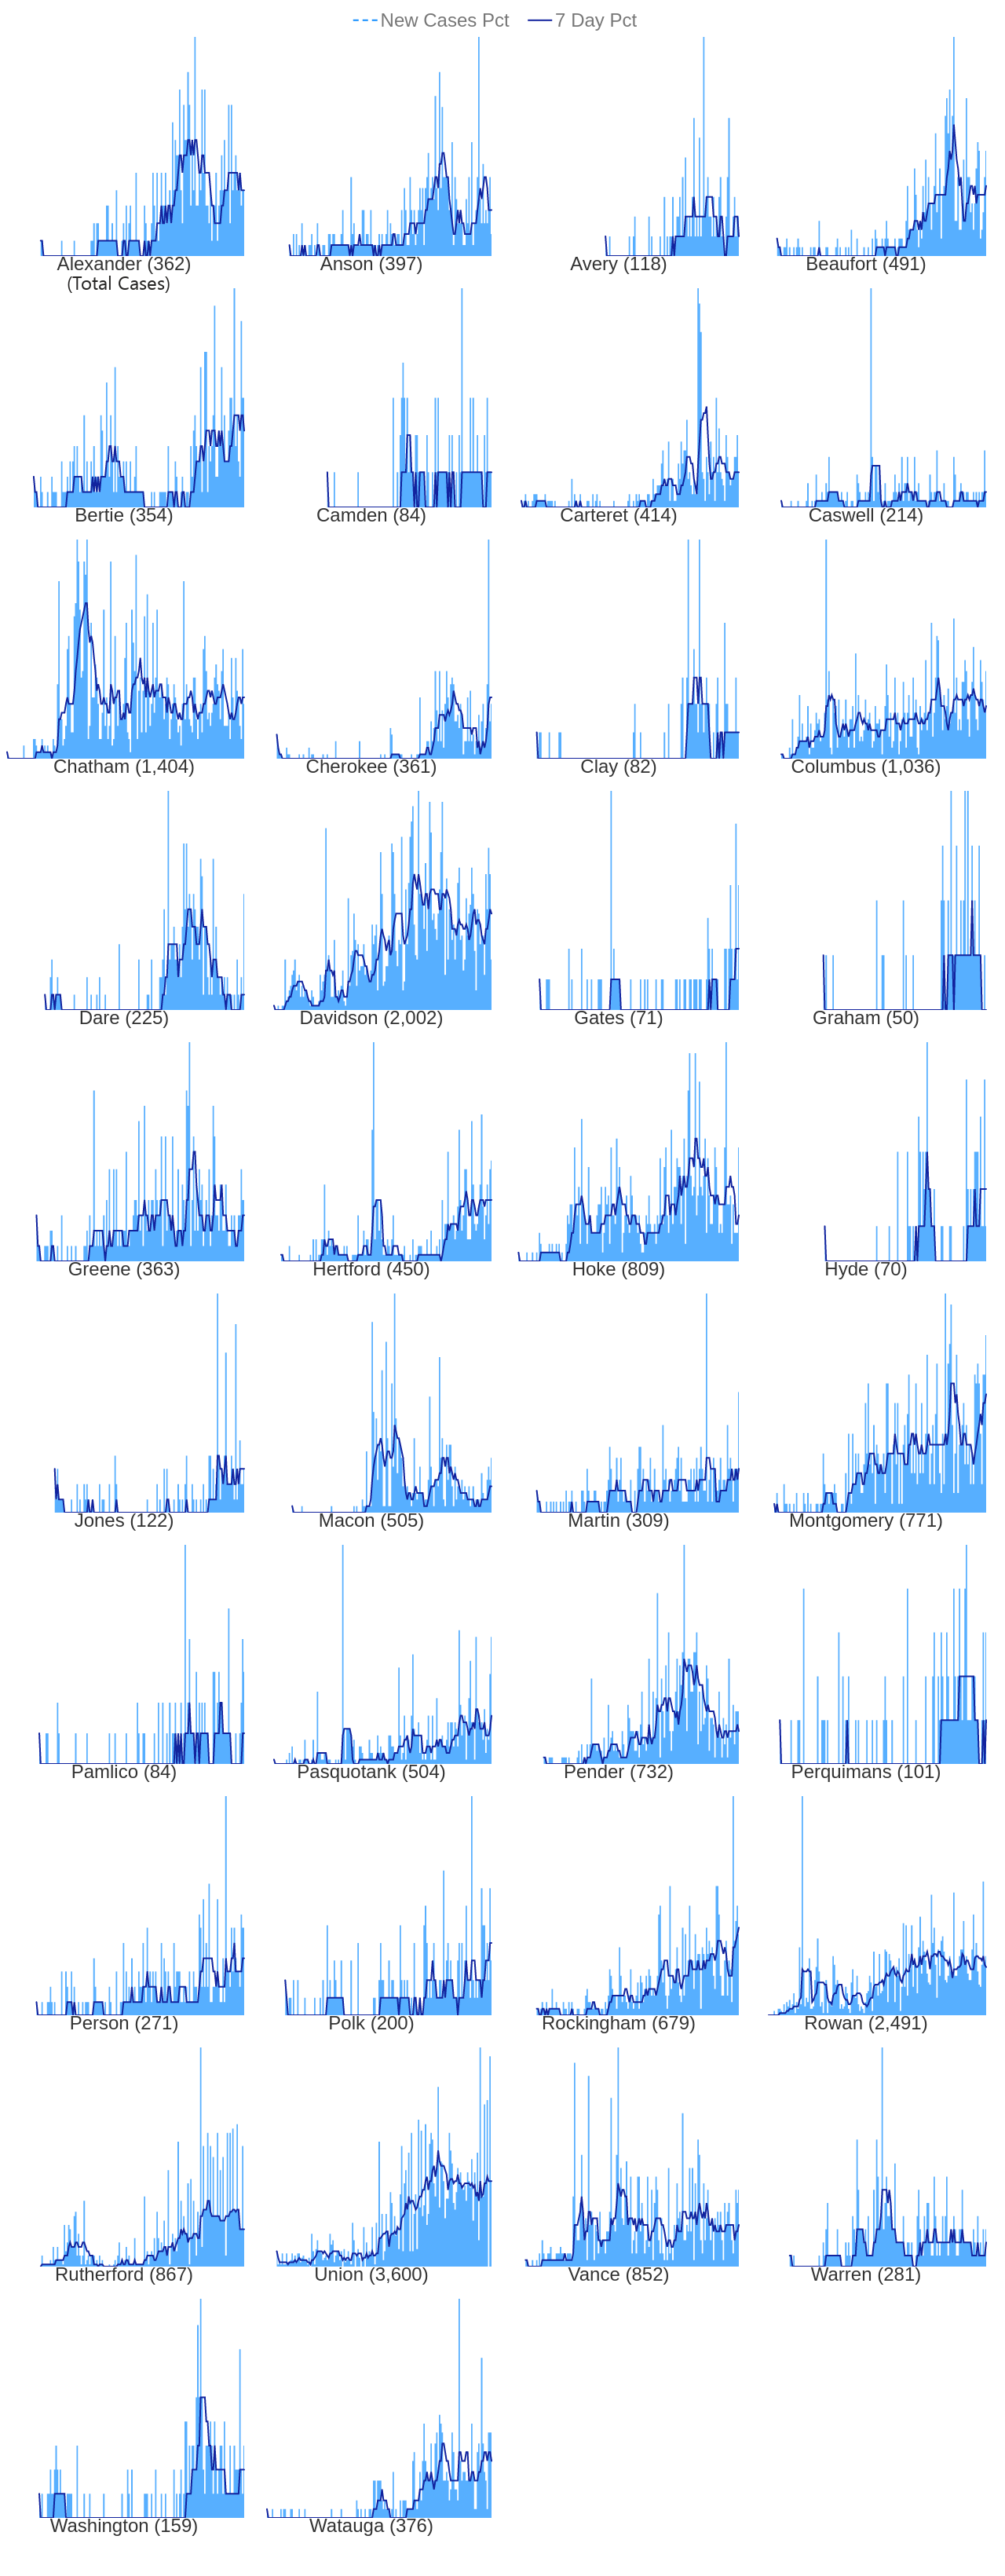 New Cases Pct 7 Day Pct
Alexander (362) Anson (397) Avery (118) Beaufort (491)
(Total Cases)
Bertie (354) Camden (84) Carteret (414) Caswell (214)
Chatham (1,404) Cherokee (361) Clay (82) Columbus (1,036)
Dare (225) Davidson (2,002) Gates (71) Graham (50)
Greene (363) Hertford (450) Hoke (809) Hyde (70)
Jones (122) Macon (505) Martin (309) Montgomery (771)
Pamlico (84) Pasquotank (504) Pender (732) Perquimans (101)
Person (271) Polk (200) Rockingham (679) Rowan (2,491)
Rutherford (867) Union (3,600) Vance (852) Warren (281)
Washington (159) Watauga (376)